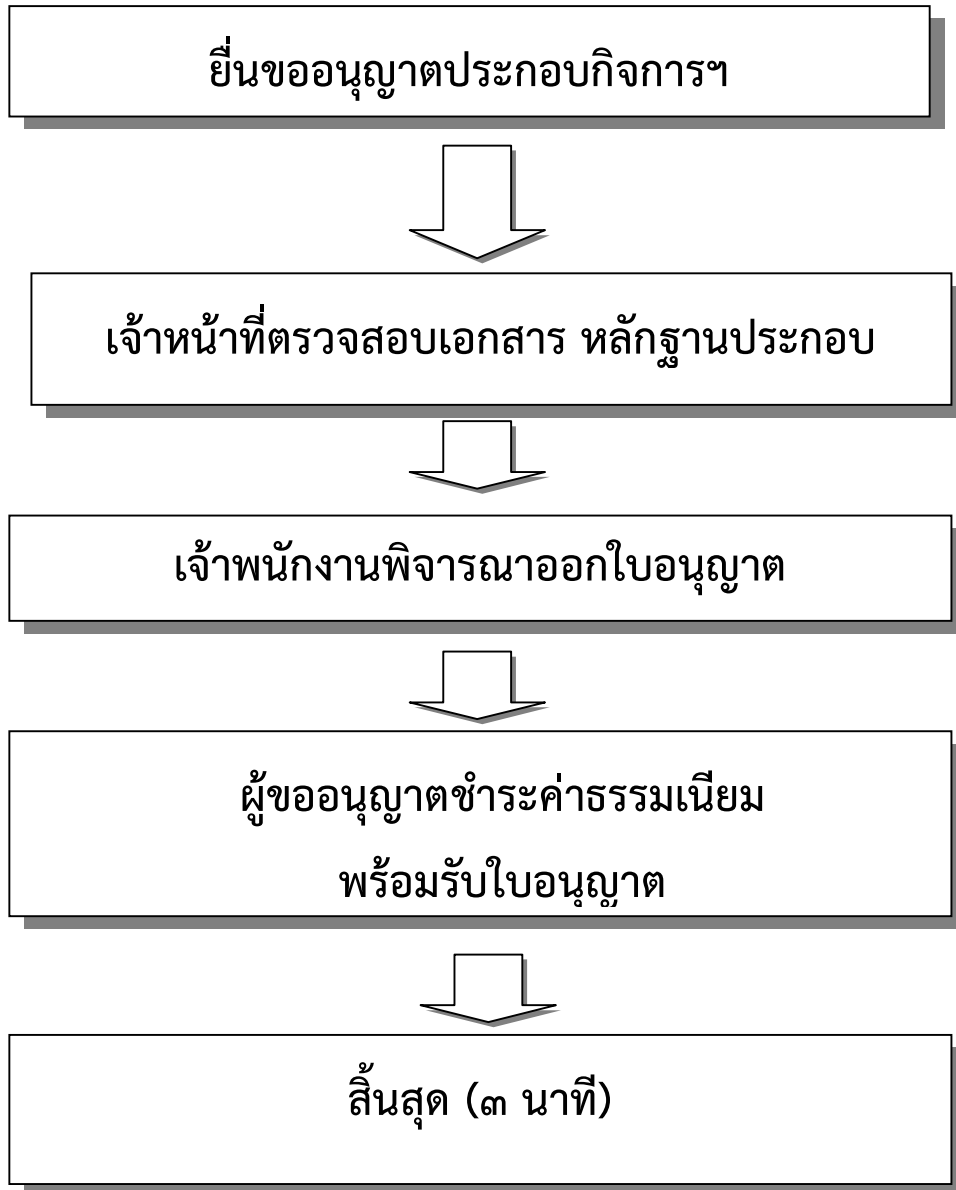 ยื่นขออนุญาตประกอบกิจการฯ
เจ้าหน้าที่ตรวจสอบเอกสาร หลักฐานประกอบ
เจ้าพนักงานพิจารณาออกใบอนุญาต
ผู้ขออนุญาตชำระค่าธรรมเนียม
พร้อมรับใบอนุญาต
สิ้นสุด (๓ นาที)